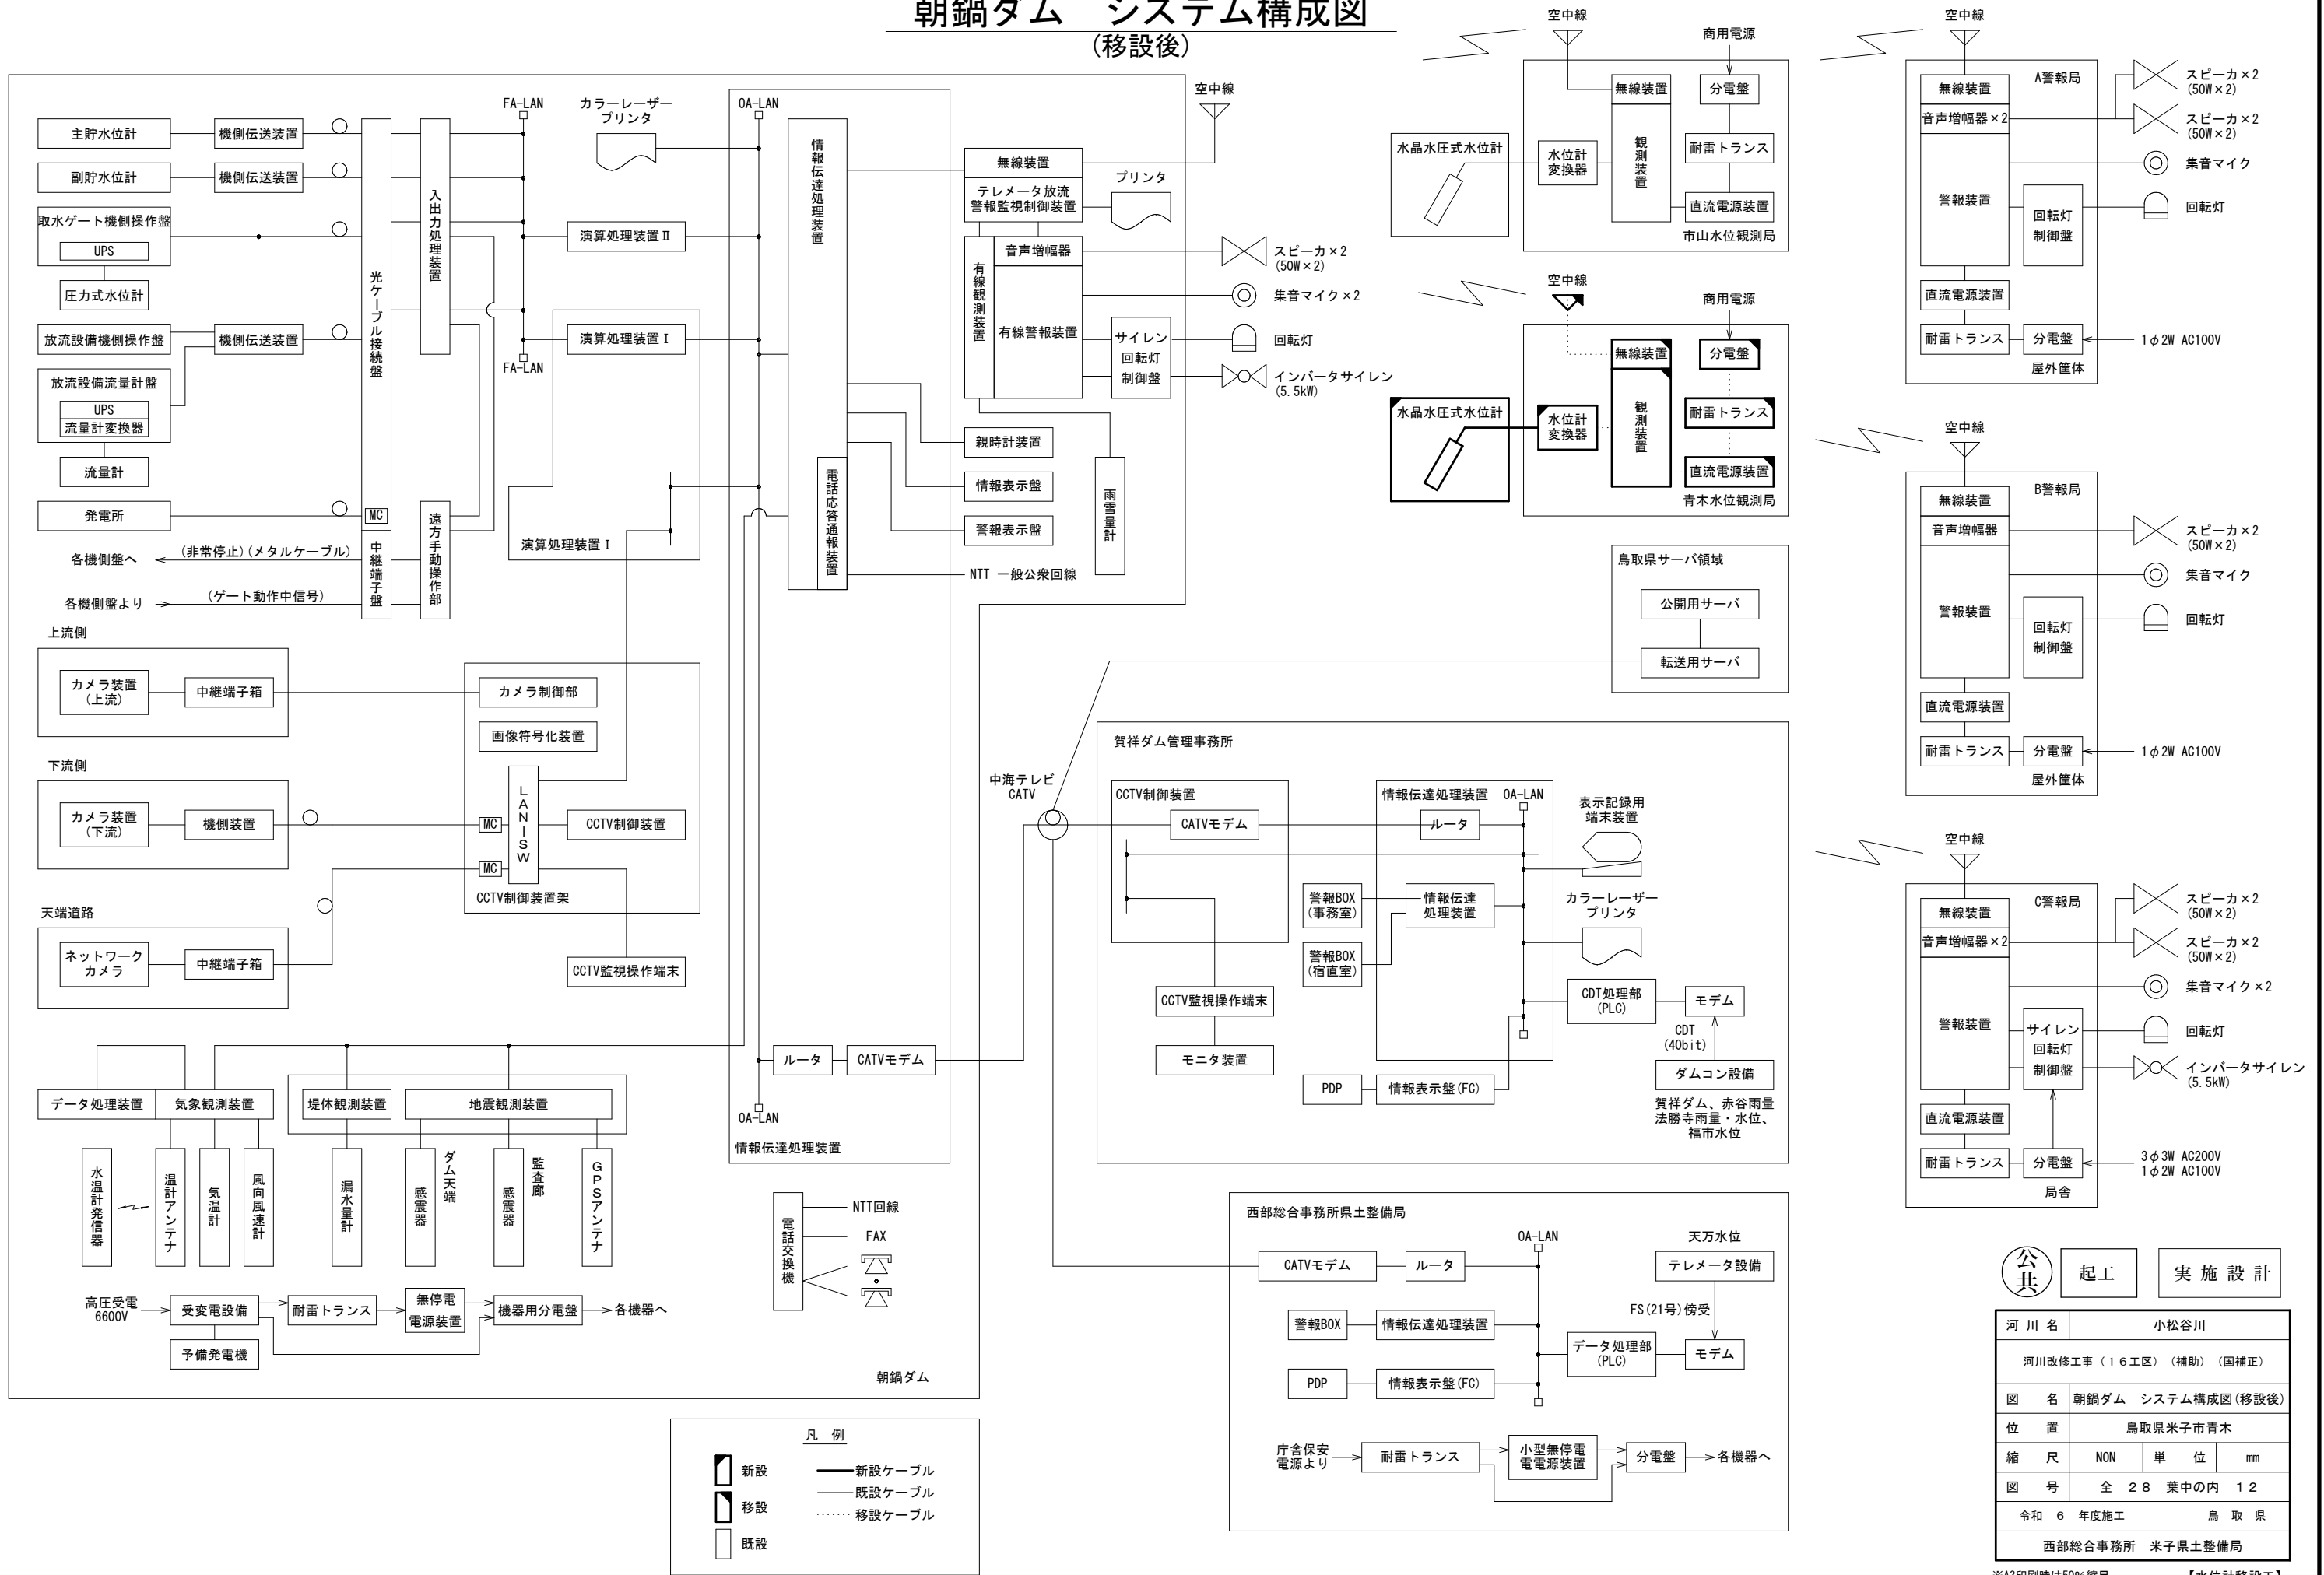 朝鍋ダム　システム構成図
(移設後)
FA-LAN
カラーレーザー
プリンタ
OA-LAN
主貯水位計
機側伝送装置
副貯水位計
機側伝送装置
取水ゲート機側操作盤
UPS
圧力式水位計
放流設備機側操作盤
機側伝送装置
放流設備流量計盤
UPS
流量計変換器
流量計
発電所
光ケーブル接続盤
MC
中継端子盤
入出力処理装置
遠方手動操作部
各機側盤へ
(非常停止)(メタルケーブル)
各機側盤より
(ゲート動作中信号)
FA-LAN
演算処理装置Ⅱ
演算処理装置Ⅰ
演算処理装置Ⅰ
情報伝達処理装置
電話応答通報装置
空中線
無線装置
テレメータ放流
警報監視制御装置
プリンタ
有線観測装置
音声増幅器
有線警報装置
サイレン
回転灯
制御盤
スピーカ×2
(50W×2)
集音マイク×2
回転灯
インバータサイレン
(5.5kW)
親時計装置
情報表示盤
警報表示盤
雨雪量計
NTT 一般公衆回線
上流側
カメラ装置
(上流)
中継端子箱
下流側
カメラ装置
(下流)
機側装置
天端道路
ネットワーク
カメラ
中継端子箱
カメラ制御部
画像符号化装置
LAN-SW
MC
MC
CCTV制御装置
CCTV制御装置架
CCTV監視操作端末
データ処理装置
気象観測装置
堤体観測装置
地震観測装置
水温計発信器
温計アンテナ
気温計
風向風速計
漏水量計
感震器
ダム天端
感震器
監査廊
GPSアンテナ
ルータ
CATVモデム
OA-LAN
情報伝達処理装置
高圧受電
6600V
受変電設備
予備発電機
耐雷トランス
無停電
電源装置
機器用分電盤
各機器へ
電話交換機
NTT回線
FAX
朝鍋ダム
凡　例
新設
移設
既設
新設ケーブル
既設ケーブル
移設ケーブル
空中線
商用電源
無線装置
分電盤
水晶水圧式水位計
水位計
変換器
観測装置
耐雷トランス
直流電源装置
市山水位観測局
空中線
商用電源
無線装置
分電盤
水晶水圧式水位計
水位計
変換器
観測装置
耐雷トランス
直流電源装置
青木水位観測局
鳥取県サーバ領域
公開用サーバ
転送用サーバ
中海テレビ
CATV
賀祥ダム管理事務所
CCTV制御装置
CATVモデム
情報伝達処理装置
OA-LAN
ルータ
表示記録用
端末装置
警報BOX
(事務室)
情報伝達
処理装置
警報BOX
(宿直室)
カラーレーザー
プリンタ
CCTV監視操作端末
モニタ装置
CDT処理部
(PLC)
モデム
CDT
(40bit)
ダムコン設備
PDP
情報表示盤(FC)
賀祥ダム、赤谷雨量
法勝寺雨量・水位、
福市水位
西部総合事務所県土整備局
CATVモデム
ルータ
OA-LAN
天万水位
テレメータ設備
FS(21号)傍受
警報BOX
情報伝達処理装置
データ処理部
(PLC)
モデム
PDP
情報表示盤(FC)
庁舎保安
電源より
耐雷トランス
小型無停電
電電源装置
分電盤
各機器へ
空中線
A警報局
無線装置
音声増幅器×2
警報装置
回転灯
制御盤
直流電源装置
耐雷トランス
分電盤
屋外筐体
スピーカ×2
(50W×2)
スピーカ×2
(50W×2)
集音マイク
回転灯
1φ2W AC100V
空中線
B警報局
無線装置
音声増幅器
警報装置
回転灯
制御盤
直流電源装置
耐雷トランス
分電盤
屋外筐体
スピーカ×2
(50W×2)
集音マイク
回転灯
1φ2W AC100V
空中線
C警報局
無線装置
音声増幅器×2
警報装置
サイレン
回転灯
制御盤
直流電源装置
耐雷トランス
分電盤
局舎
スピーカ×2
(50W×2)
スピーカ×2
(50W×2)
集音マイク×2
回転灯
インバータサイレン
(5.5kW)
3φ3W AC200V
1φ2W AC100V
公共
起工
実施設計
河川名　小松谷川
河川改修工事（１６工区）（補助）（国補正）
図　名　朝鍋ダム　システム構成図(移設後)
位　置　鳥取県米子市青木
縮　尺　NON　単　位　mm
図　号　全　２８　葉中の内　１２
令和　６　年度施工　鳥　取　県
西部総合事務所　米子県土整備局
※A3印刷時は50%縮尺　【水位計移設工】